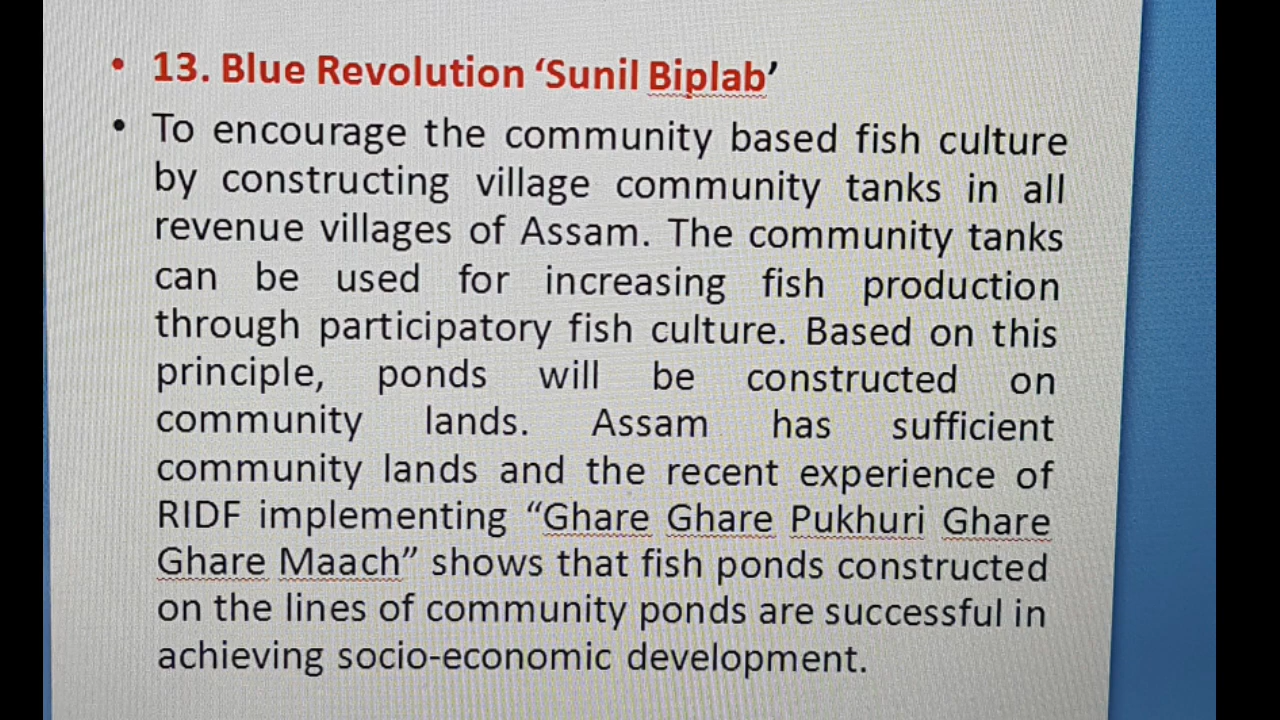 • 13. Blue Revolution ‘Sunil Biplab’
• To encourage the community based fish culture
by constructing village community tanks in all
revenue villages of Assam. The community tanks
can be used for increasing fish production
through participatory fish culture. Based on this
principle, ponds will be constructed on
community lands. Assam has sufficient
community lands and the recent experience of
RIDF implementing “Ghare Ghare Pukhuri Ghare
Ghare Maach” shows that fish ponds constructed
on the lines of community ponds are successful in
achieving socio-economic development.